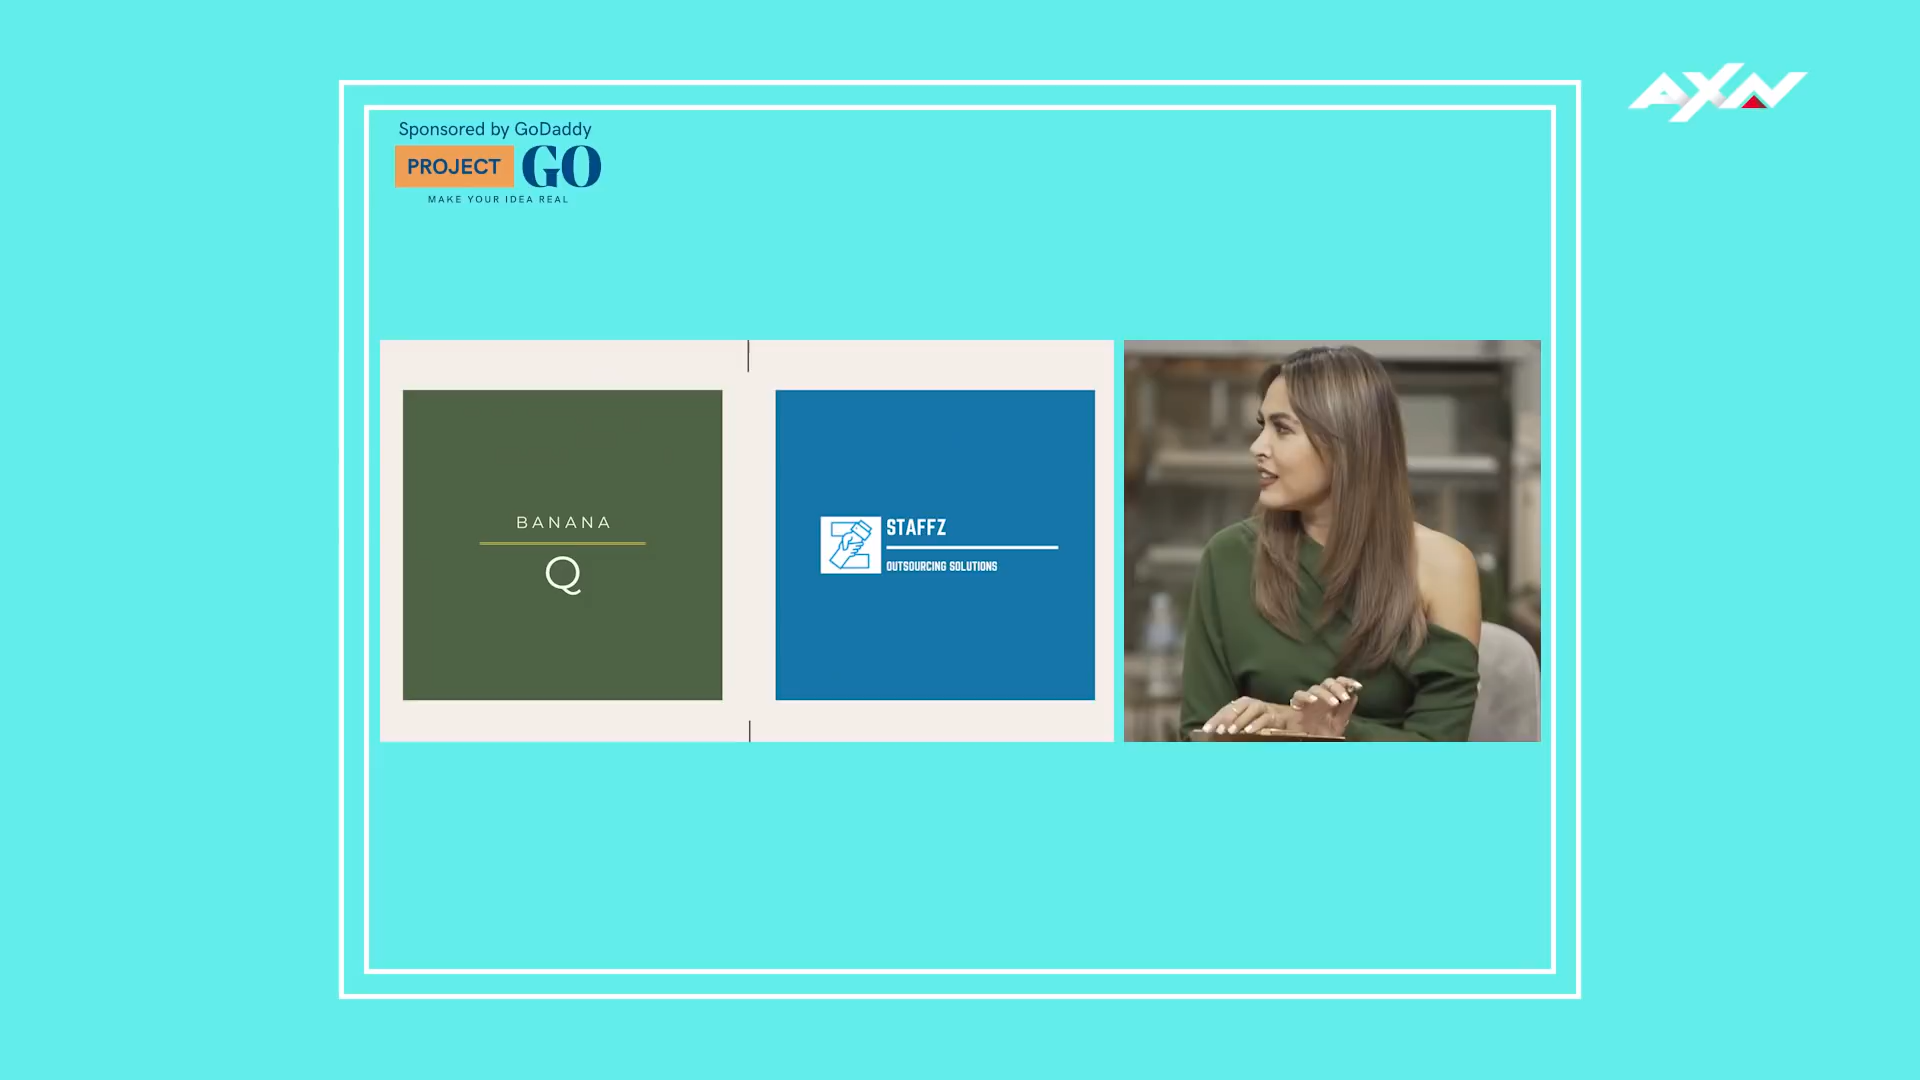 AXN
Sponsored by GoDaddy
PROJECT GO
MAKE YOUR IDEA REAL
BANANA
Q
STAFFZ
OUTSOURCING SOLUTIONS